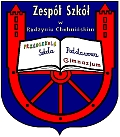 Zespół Szkół
w
Radzyniu Chełmińskim
Przedszkole
Szkoła Podstawowa
Gimnazjum